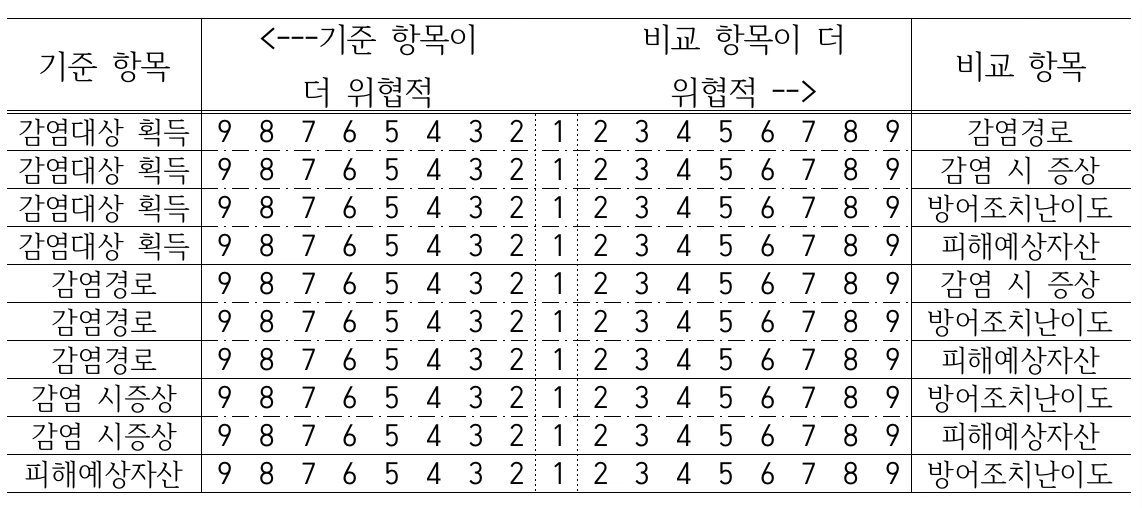 기준 항목 <---기준 항목이 더 위협적 비교 항목이 더 위협적 --> 비교 항목
감염대상 획득 9 8 7 6 5 4 3 2 1 2 3 4 5 6 7 8 9 감염경로
감염대상 획득 9 8 7 6 5 4 3 2 1 2 3 4 5 6 7 8 9 감염 시 증상
감염대상 획득 9 8 7 6 5 4 3 2 1 2 3 4 5 6 7 8 9 방어조치난이도
감염대상 획득 9 8 7 6 5 4 3 2 1 2 3 4 5 6 7 8 9 피해예상자산
감염경로 9 8 7 6 5 4 3 2 1 2 3 4 5 6 7 8 9 감염 시 증상
감염경로 9 8 7 6 5 4 3 2 1 2 3 4 5 6 7 8 9 방어조치난이도
감염경로 9 8 7 6 5 4 3 2 1 2 3 4 5 6 7 8 9 피해예상자산
감염 시증상 9 8 7 6 5 4 3 2 1 2 3 4 5 6 7 8 9 방어조치난이도
감염 시증상 9 8 7 6 5 4 3 2 1 2 3 4 5 6 7 8 9 피해예상자산
피해예상자산 9 8 7 6 5 4 3 2 1 2 3 4 5 6 7 8 9 방어조치난이도